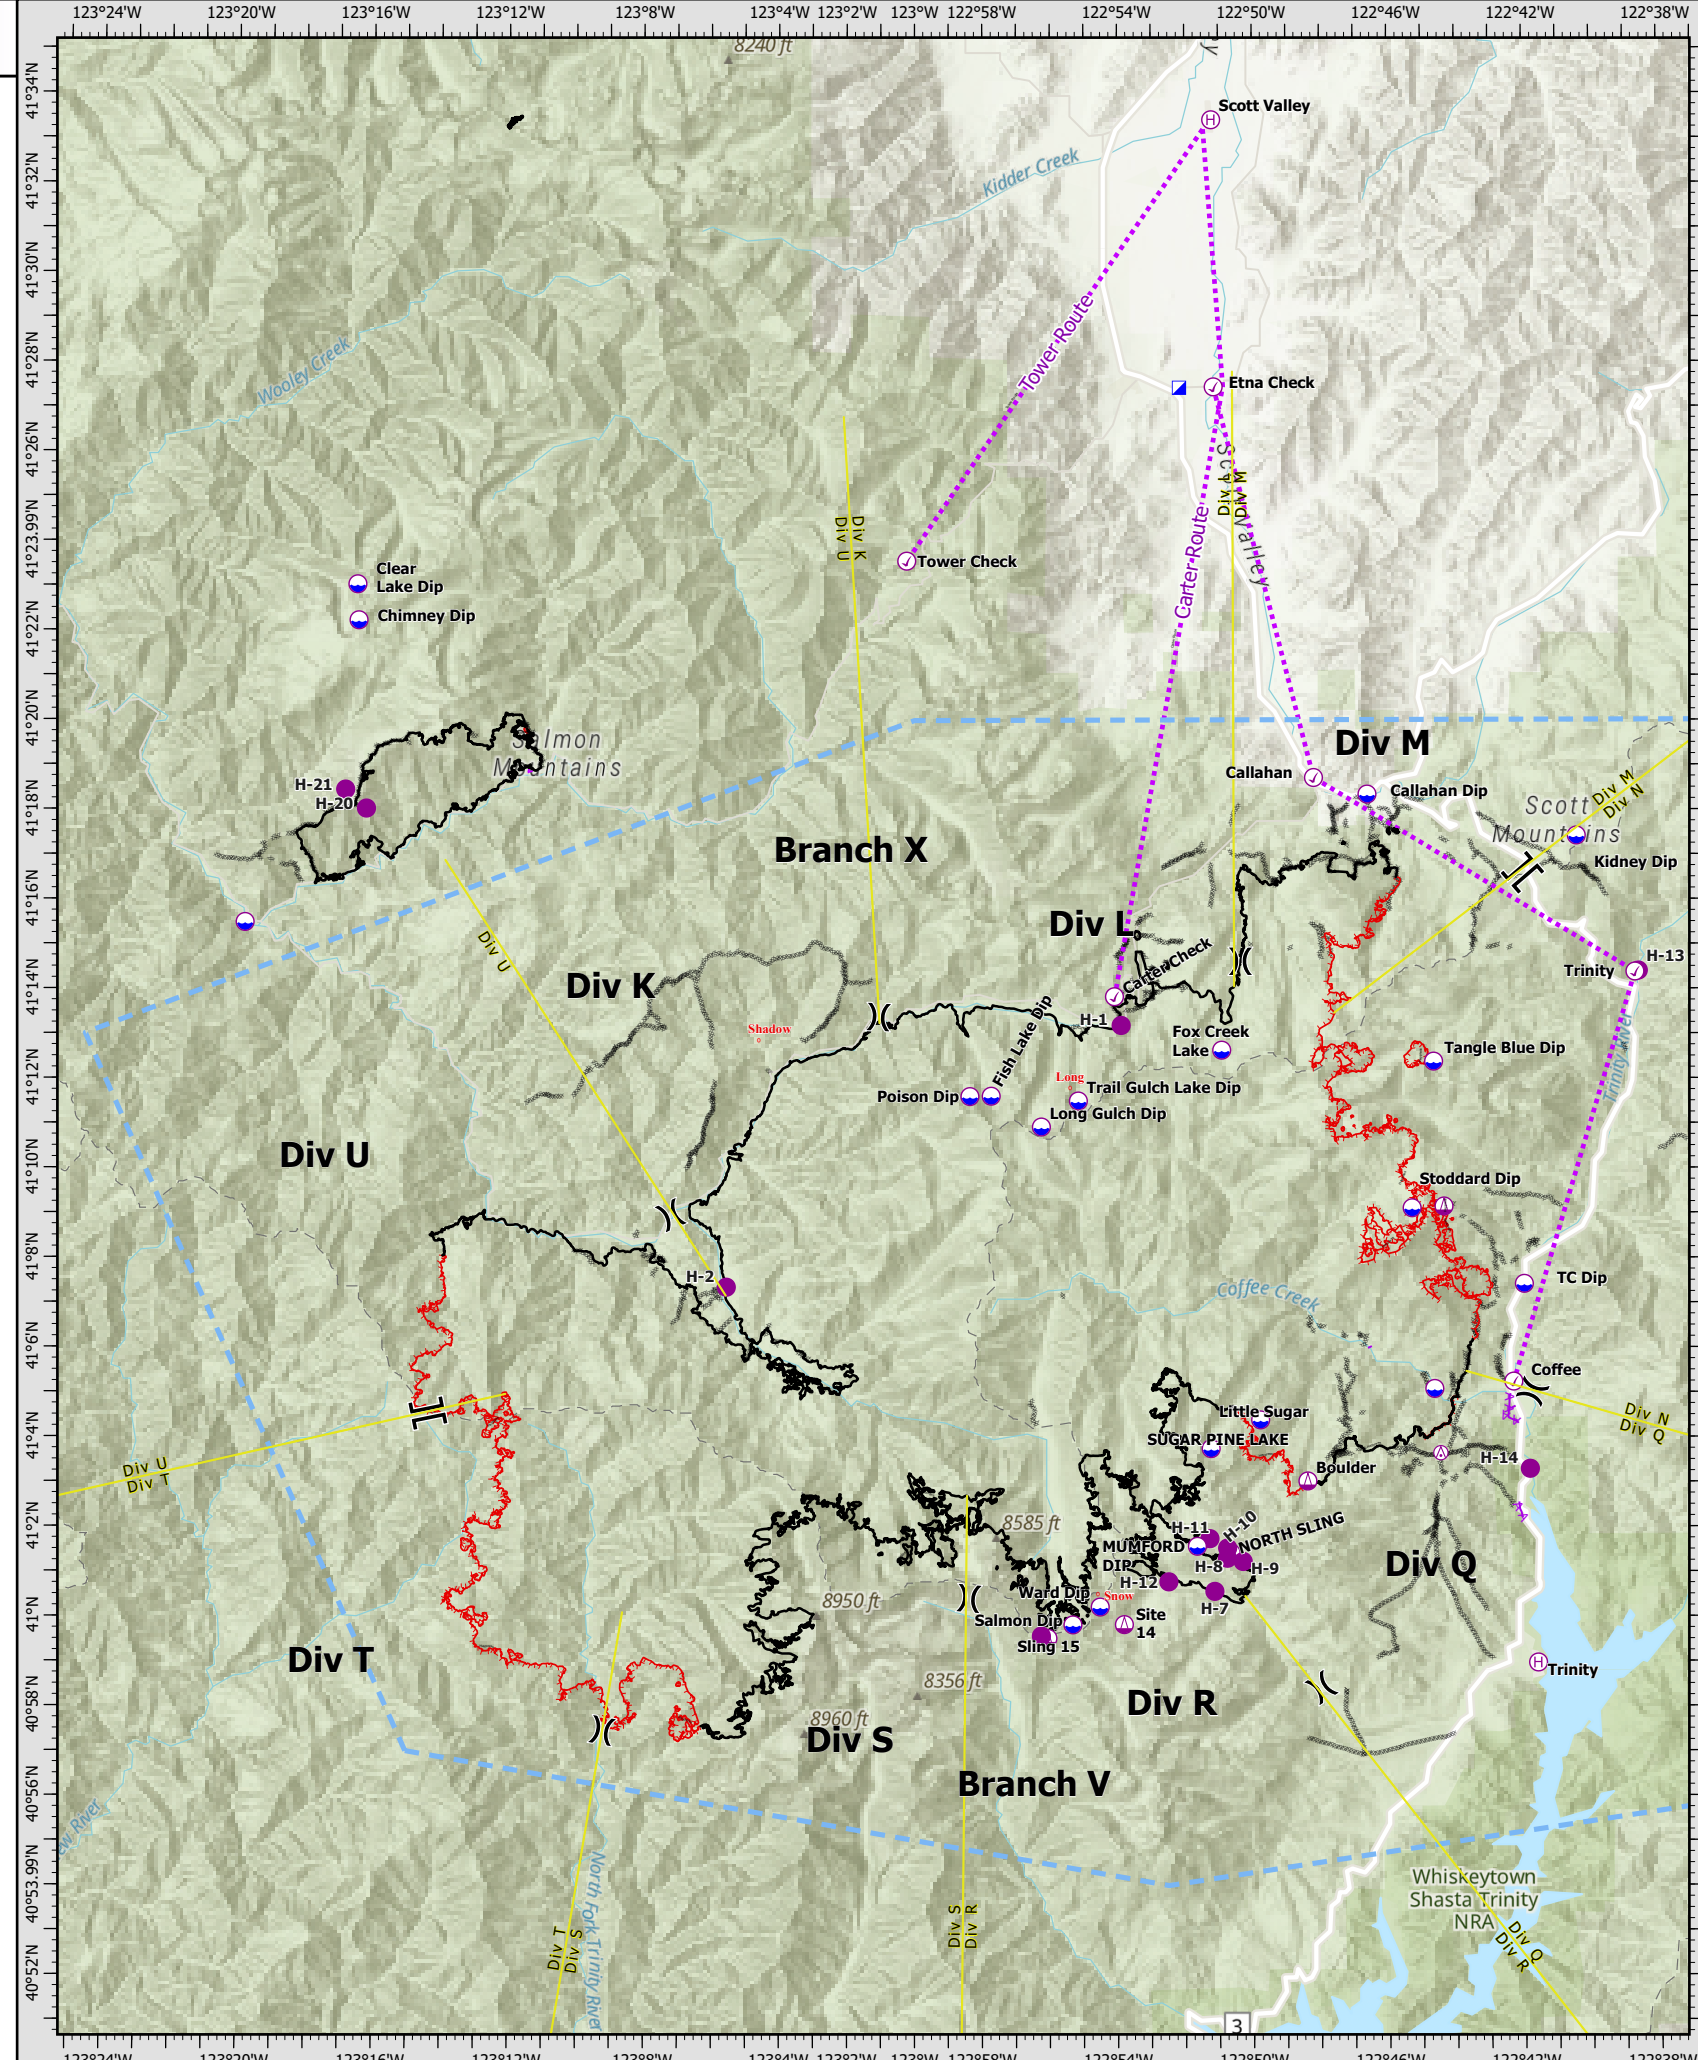 123°24'W 123°20'W 123°16'W 123°12'W 123°8'W 123°4'W 123°2'W 123°W 122°58'W 122°54'W 122°50'W 122°46'W 122°42'W 122°38'W
8240 ft
41°34'N
Scott Valley
Kidder Creek
41°32'N
41°30'N
Tower Route
Wooley Creek
41°28'N
Etna Check
41°26'N
Scott Valley
Div L
Div M
Div U
Div K
41°23.99'N
Tower Check
Carter Route
Clear
Lake Dip
Chimney Dip
41°22'N
41°20'N
Salmon
Mountains
Div M
Callahan
Callahan Dip
H-21
H-20
41°18'N
Scott
Mountains
Div M
Div N
Kidney Dip
Branch X
41°16'N
Div L
Div U
Carter Check
H-13
Trinity
Div K
41°14'N
Shadow
H-1
Fish Lake Dip
Fox Creek
Lake
Tangle Blue Dip
Trinity River
41°12'N
Poison Dip
Long
Trail Gulch Lake Dip
Long Gulch Dip
Div U
41°10'N
Stoddard Dip
41°8'N
H-2
Coffee Creek
TC Dip
41°6'N
Coffee
Div N
Div Q
41°4'N
Little Sugar
SUGAR PINE LAKE
Boulder
H-14
Div U
Div T
41°2'N
8585 ft
H-11
H-10
NORTH SLING
MUMFORD
DIP
H-8
H-9
Div Q
H-12
H-7
Ward Dip
Snow
8950 ft
41°N
Salmon Dip
Site
14
Sling 15
Div T
Trinity
8356 ft
40°58'N
Div R
8960 ft
Div S
Branch V
40°56'N
40°53.99'N
Whiskeytown
Shasta Trinity
NRA
North Fork Trinity River
Div T
Div S
Div S
Div R
Div Q
Div R
40°52'N
3